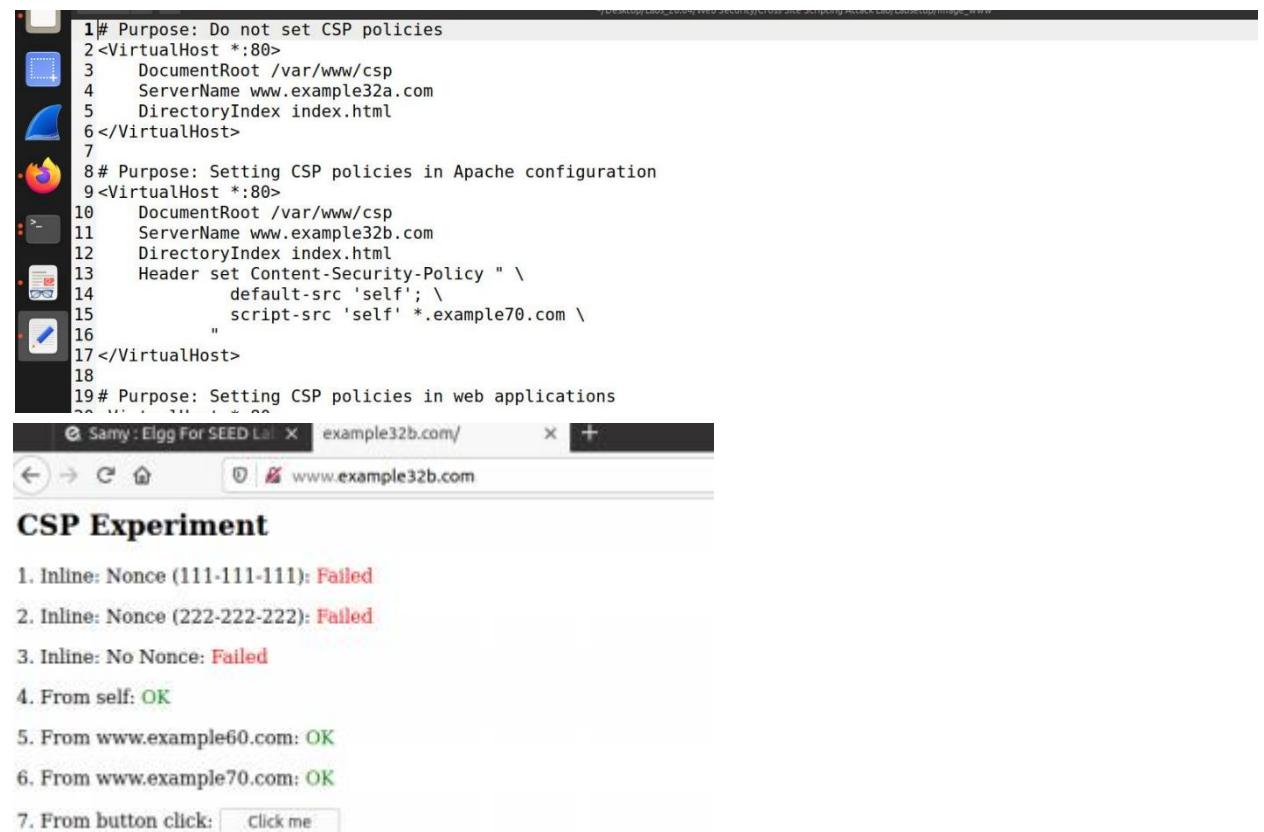 1# Purpose: Do not set CSP policies
2<VirtualHost *:80>
3 DocumentRoot /var/www/csp
4 ServerName www.example32a.com
5 DirectoryIndex index.html
6</VirtualHost>
7
8# Purpose: Setting CSP policies in Apache configuration
9<VirtualHost *:80>
10 DocumentRoot /var/www/csp
11 ServerName www.example32b.com
12 DirectoryIndex index.html
13 Header set Content-Security-Policy " \
14 default-src 'self'; \
15 script-src 'self' *.example70.com \
16 "
17</VirtualHost>
18
19# Purpose: Setting CSP policies in web applications
Samy : Elgg For SEED La example32b.com/
www.example32b.com
CSP Experiment
1. Inline: Nonce (111-111-111): Failed
2. Inline: Nonce (222-222-222): Failed
3. Inline: No Nonce: Failed
4. From self: OK
5. From www.example60.com: OK
6. From www.example70.com: OK
7. From button click: Click me